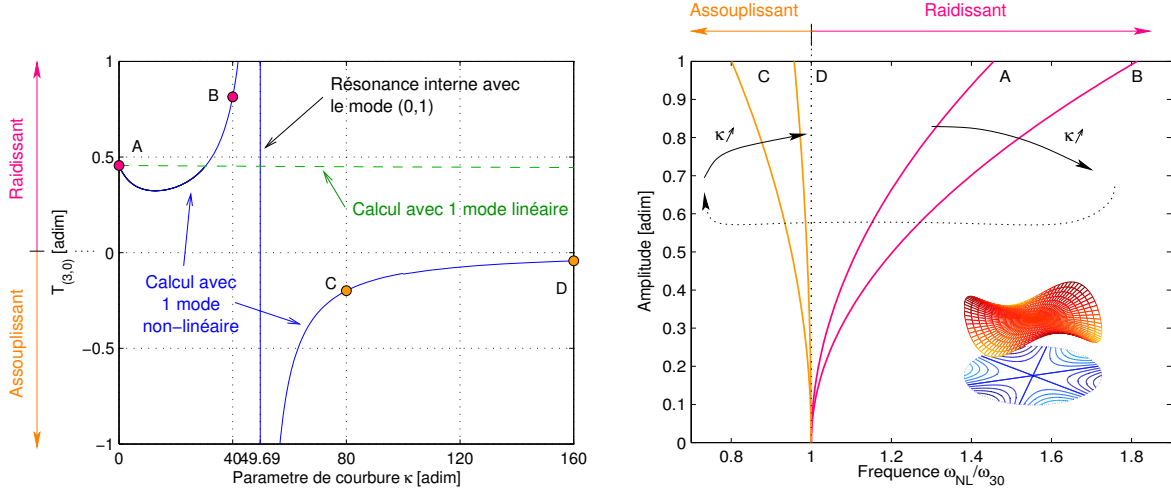 Raidissant
Assouplissant
T(3,0) [adim]
1
0.5
0
−0.5
−1
A
B
C
D
Résonance interne avec
le mode (0,1)
Calcul avec 1 mode linéaire
Calcul avec
1 mode
non−linéaire
0
40
49.69
80
120
160
Parametre de courbure κ [adim]
Assouplissant
Raidissant
Amplitude [adim]
1
0.9
0.8
0.7
0.6
0.5
0.4
0.3
0.2
0.1
0
C
D
A
B
κ
κ
0.8
1
1.2
1.4
1.6
1.8
Frequence ωNL/ω30